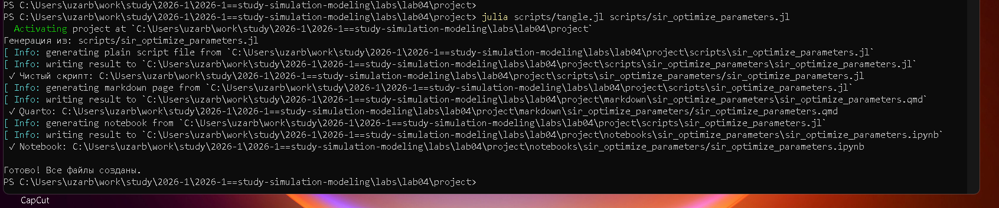 PS C:\Users\uzarb\work\study\2026-1\2026-1==study-simulation-modeling\labs\lab04\project>
PS C:\Users\uzarb\work\study\2026-1\2026-1==study-simulation-modeling\labs\lab04\project> julia scripts/tangle.jl scripts/sir_optimize_parameters.jl
Activating project at `C:\Users\uzarb\work\study\2026-1\2026-1==study-simulation-modeling\labs\lab04\project`
Генерация из: scripts/sir_optimize_parameters.jl
[ Info: generating plain script file from `C:\Users\uzarb\work\study\2026-1\2026-1==study-simulation-modeling\labs\lab04\project\scripts\sir_optimize_parameters.jl`
[ Info: writing result to `C:\Users\uzarb\work\study\2026-1\2026-1==study-simulation-modeling\labs\lab04\project\scripts\sir_optimize_parameters\sir_optimize_parameters.jl`
✓ Чистый скрипт: C:\Users\uzarb\work\study\2026-1\2026-1==study-simulation-modeling\labs\lab04\project\scripts\sir_optimize_parameters/sir_optimize_parameters.jl
[ Info: generating markdown page from `C:\Users\uzarb\work\study\2026-1\2026-1==study-simulation-modeling\labs\lab04\project\scripts\sir_optimize_parameters.jl`
[ Info: writing result to `C:\Users\uzarb\work\study\2026-1\2026-1==study-simulation-modeling\labs\lab04\project\markdown\sir_optimize_parameters\sir_optimize_parameters.qmd`
✓ Quarto: C:\Users\uzarb\work\study\2026-1\2026-1==study-simulation-modeling\labs\lab04\project\markdown\sir_optimize_parameters/sir_optimize_parameters.qmd
[ Info: generating notebook from `C:\Users\uzarb\work\study\2026-1\2026-1==study-simulation-modeling\labs\lab04\project\scripts\sir_optimize_parameters.jl`
[ Info: writing result to `C:\Users\uzarb\work\study\2026-1\2026-1==study-simulation-modeling\labs\lab04\project\notebooks\sir_optimize_parameters\sir_optimize_parameters.ipynb`
✓ Notebook: C:\Users\uzarb\work\study\2026-1\2026-1==study-simulation-modeling\labs\lab04\project\notebooks\sir_optimize_parameters/sir_optimize_parameters.ipynb
Готово! Все файлы созданы.
PS C:\Users\uzarb\work\study\2026-1\2026-1==study-simulation-modeling\labs\lab04\project>
CapCut